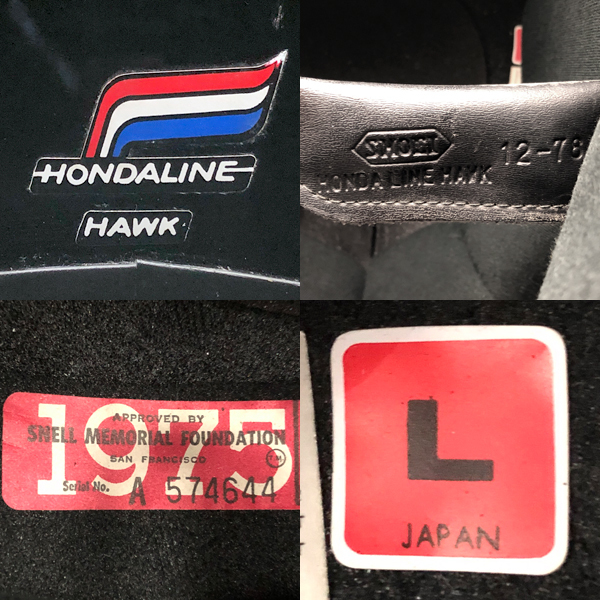 HONDALINE
HAWK
SHOEI
12-76
HONDA LINE HAWK
1975
APPROVED BY
SNELL MEMORIAL FOUNDATION
SAN FRANCISCO
TM
Serial No. A 574644
L
JAPAN